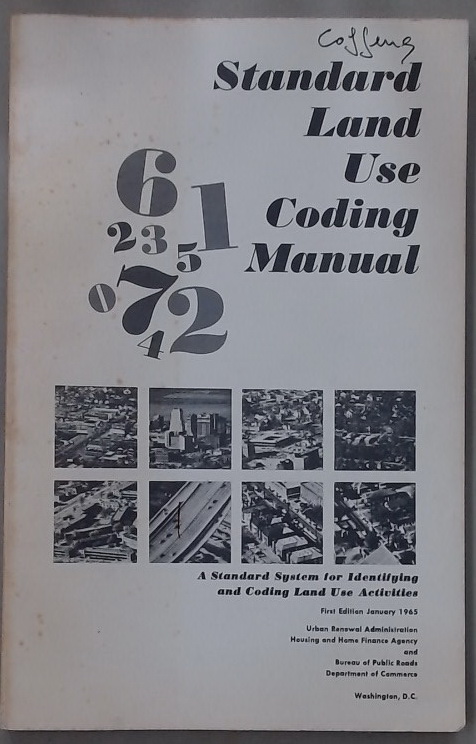 Coffeng
Standard
Land
Use
Coding
Manual
6
1
2 3
5
0 7 2
4
A Standard System for Identifying
and Coding Land Use Activities
First Edition January 1965
Urban Renewal Administration
Housing and Home Finance Agency
and
Bureau of Public Roads
Department of Commerce
Washington, D.C.